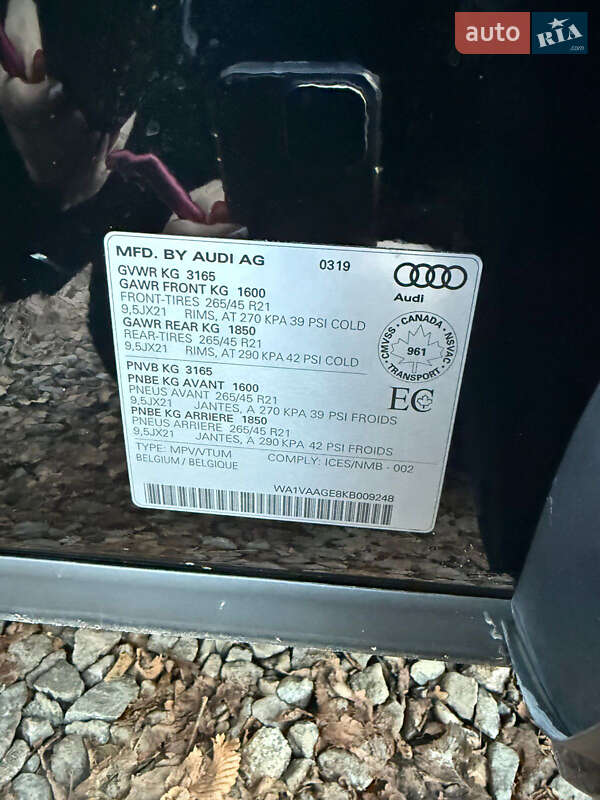 auto RIA .com
MFD. BY AUDI AG 0319
GVWR KG 3165
GAWR FRONT KG 1600
FRONT-TIRES 265/45 R21
9,5JX21 RIMS, AT 270 KPA 39 PSI COLD
GAWR REAR KG 1850
REAR-TIRES 265/45 R21
9,5JX21 RIMS, AT 290 KPA 42 PSI COLD
Audi
CMVSS - CANADA - NSVAC
961
TRANSPORT
EC
PNVB KG 3165
PNBE KG AVANT 1600
PNEUS AVANT 265/45 R21
9,5JX21 JANTES, A 270 KPA 39 PSI FROIDS
PNBE KG ARRIERE 1850
PNEUS ARRIERE 265/45 R21
9,5JX21 JANTES, A 290 KPA 42 PSI FROIDS
TYPE: MPV/VTUM
BELGIUM / BELGIQUE COMPLY: ICES/NMB - 002
WA1VAAGE8KB009248